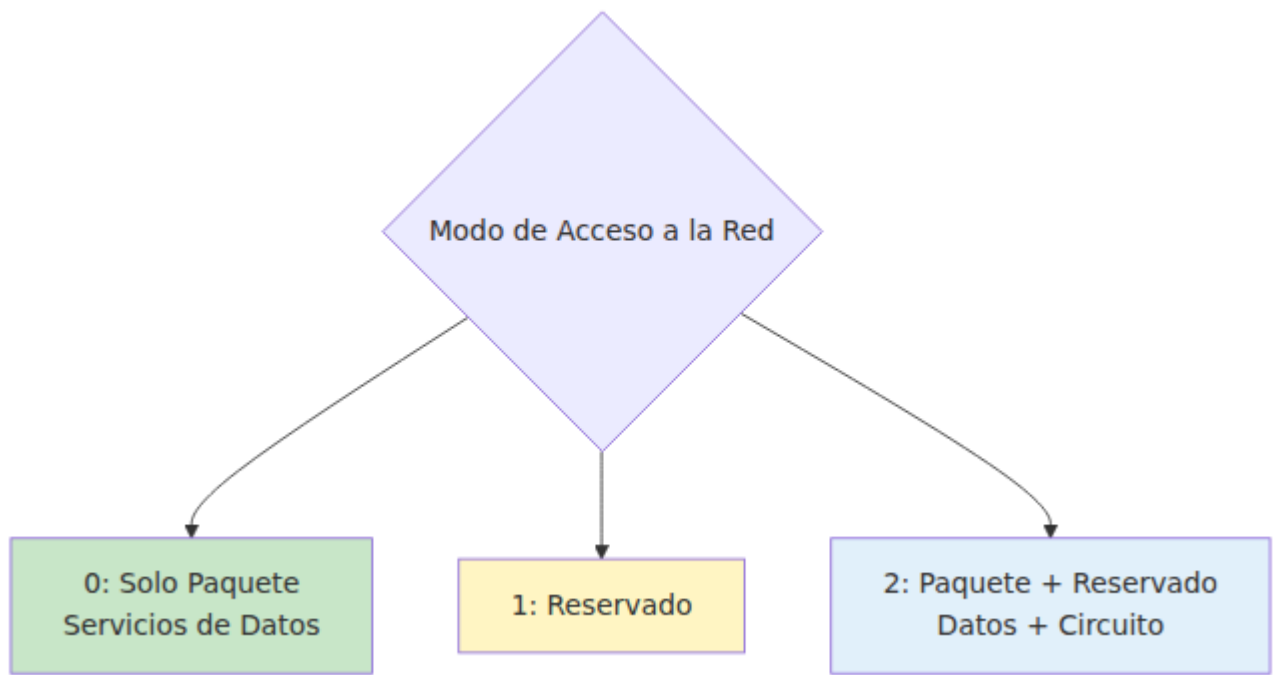 Modo de Acceso a la Red
0: Solo Paquete
Servicios de Datos
1: Reservado
2: Paquete + Reservado
Datos + Circuito